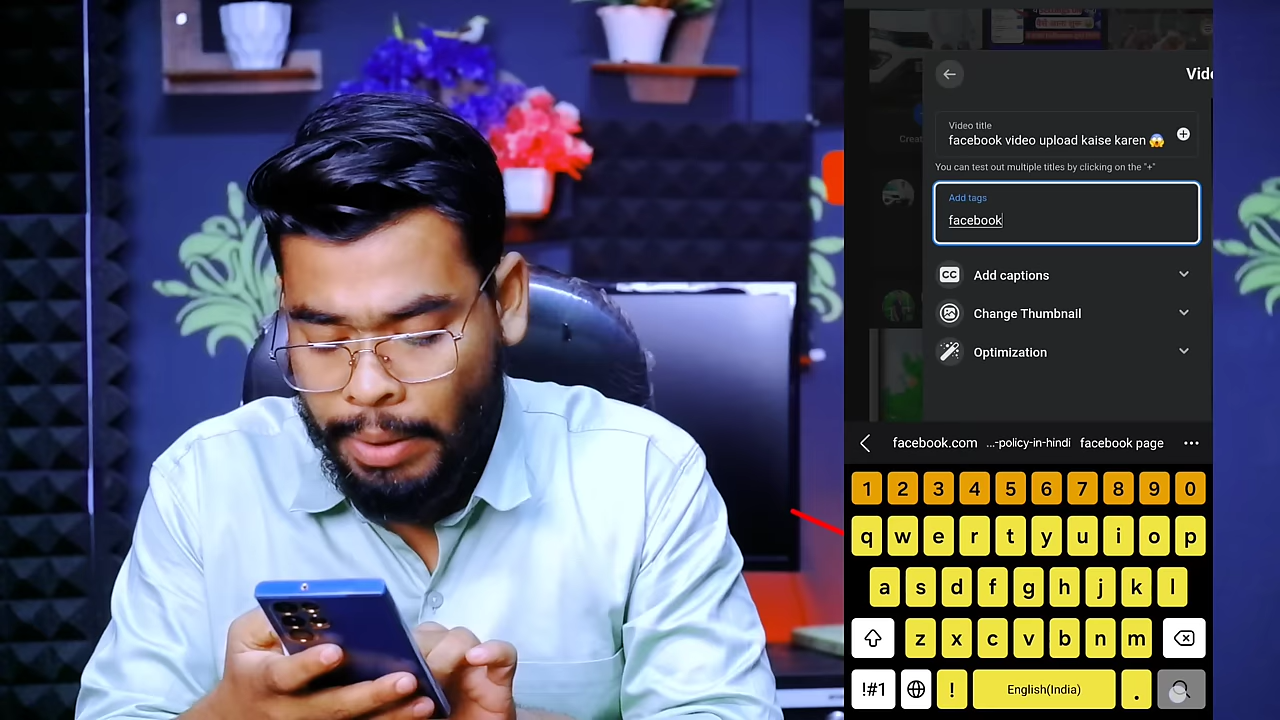 Vide
Video title
facebook video upload kaise karen 😱
You can test out multiple titles by clicking on the "+"
Add tags
facebook
CC Add captions
Change Thumbnail
Optimization
facebook.com ...-policy-in-hindi facebook page
1 2 3 4 5 6 7 8 9 0
q w e r t y u i o p
a s d f g h j k l
z x c v b n m
!#1 ! English(India) .